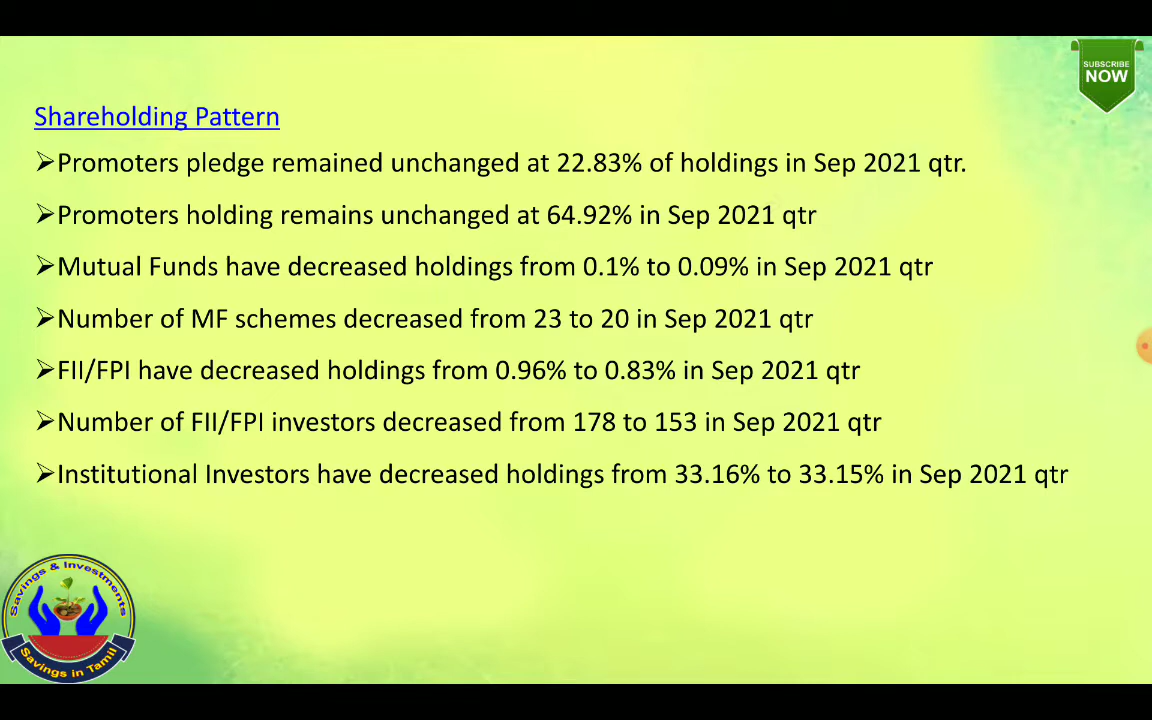 SUBSCRIBE
NOW
Shareholding Pattern
➢Promoters pledge remained unchanged at 22.83% of holdings in Sep 2021 qtr.
➢Promoters holding remains unchanged at 64.92% in Sep 2021 qtr
➢Mutual Funds have decreased holdings from 0.1% to 0.09% in Sep 2021 qtr
➢Number of MF schemes decreased from 23 to 20 in Sep 2021 qtr
➢FII/FPI have decreased holdings from 0.96% to 0.83% in Sep 2021 qtr
➢Number of FII/FPI investors decreased from 178 to 153 in Sep 2021 qtr
➢Institutional Investors have decreased holdings from 33.16% to 33.15% in Sep 2021 qtr
Savings & Investments
Savings in Tamil